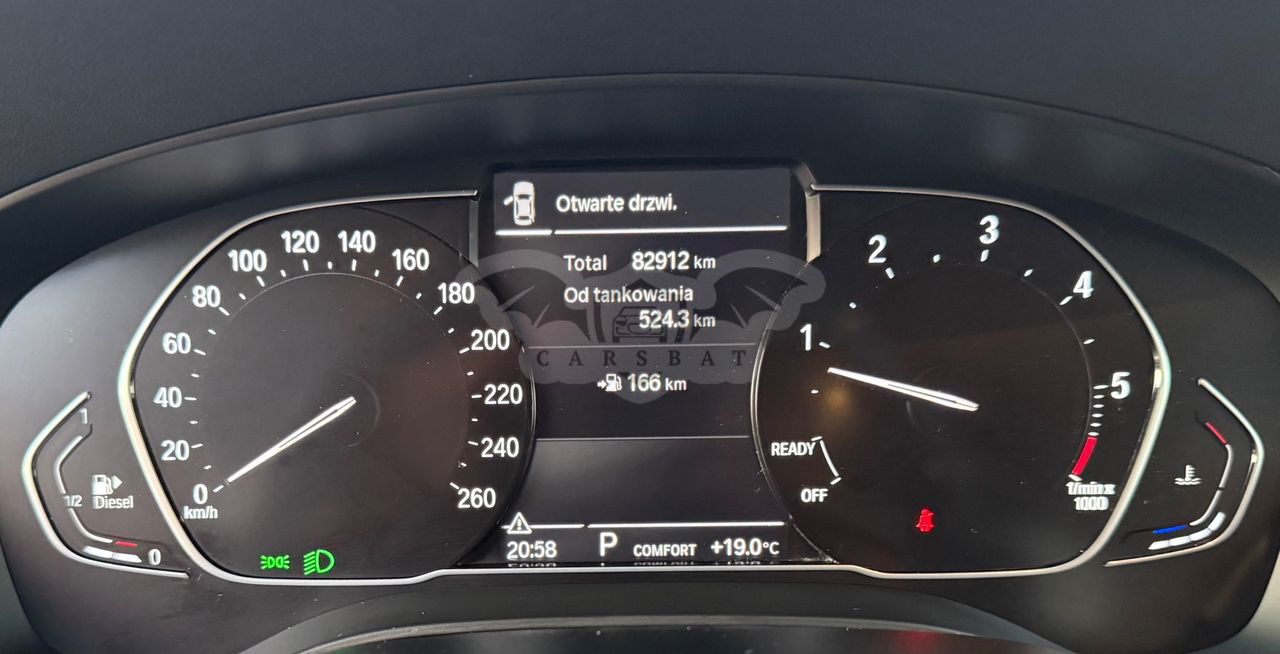 Otwarte drzwi.
Total 82912 km
Od tankowania
524.3 km
CARSBAT
166 km
20:58 P COMFORT +19.0°C
0
20
40
60
80
100
120
140
160
180
200
220
240
260
km/h
1
1/2
0
Diesel
1
2
3
4
5
READY
OFF
1/min x
1000